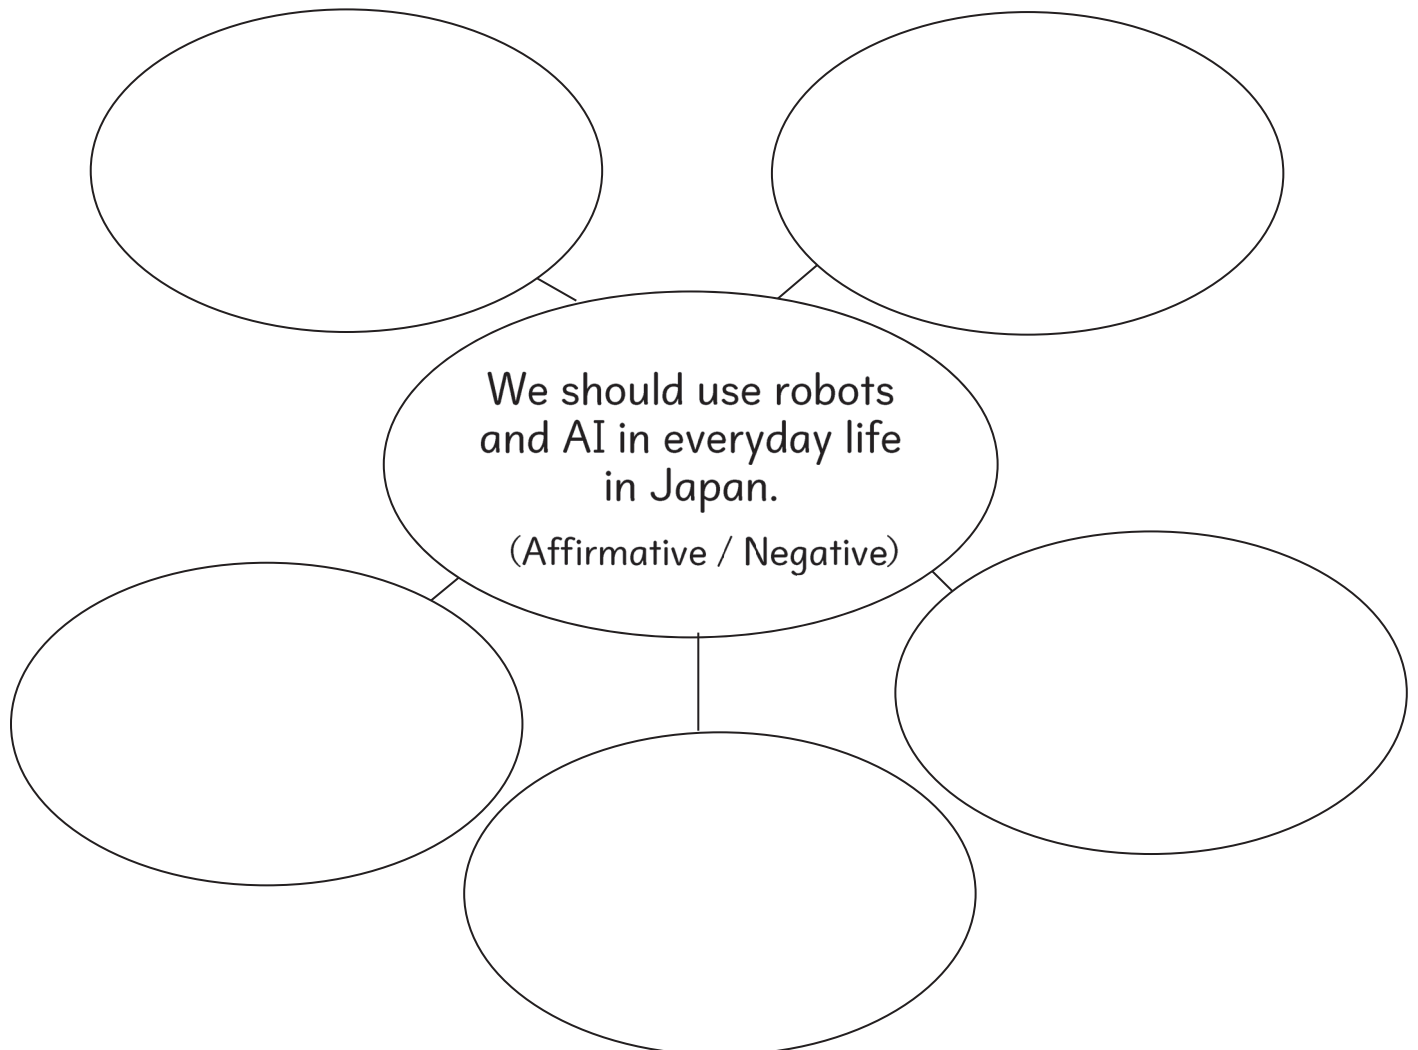 We should use robots
and AI in everyday life
in Japan.
(Affirmative / Negative)